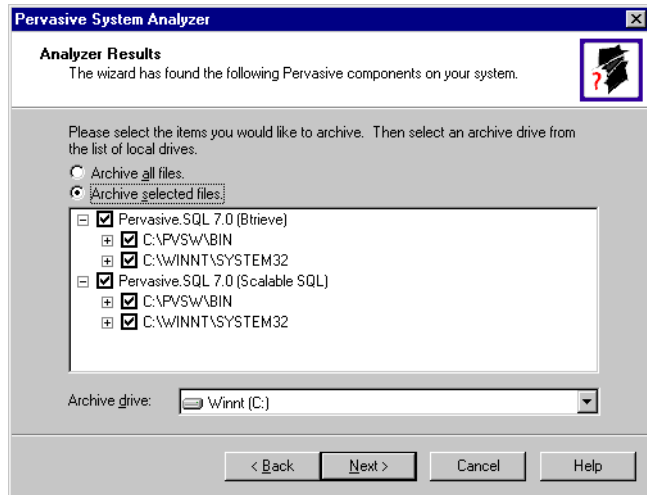 Pervasive System Analyzer
Analyzer Results
The wizard has found the following Pervasive components on your system.
?
Please select the items you would like to archive. Then select an archive drive from
the list of local drives.
Archive all files.
Archive selected files.
Pervasive.SQL 7.0 (Btrieve)
C:\PVSW\BIN
C:\WINNT\SYSTEM32
Pervasive.SQL 7.0 (Scalable SQL)
C:\PVSW\BIN
C:\WINNT\SYSTEM32
Archive drive: Winnt (C:)
< Back Next > Cancel Help